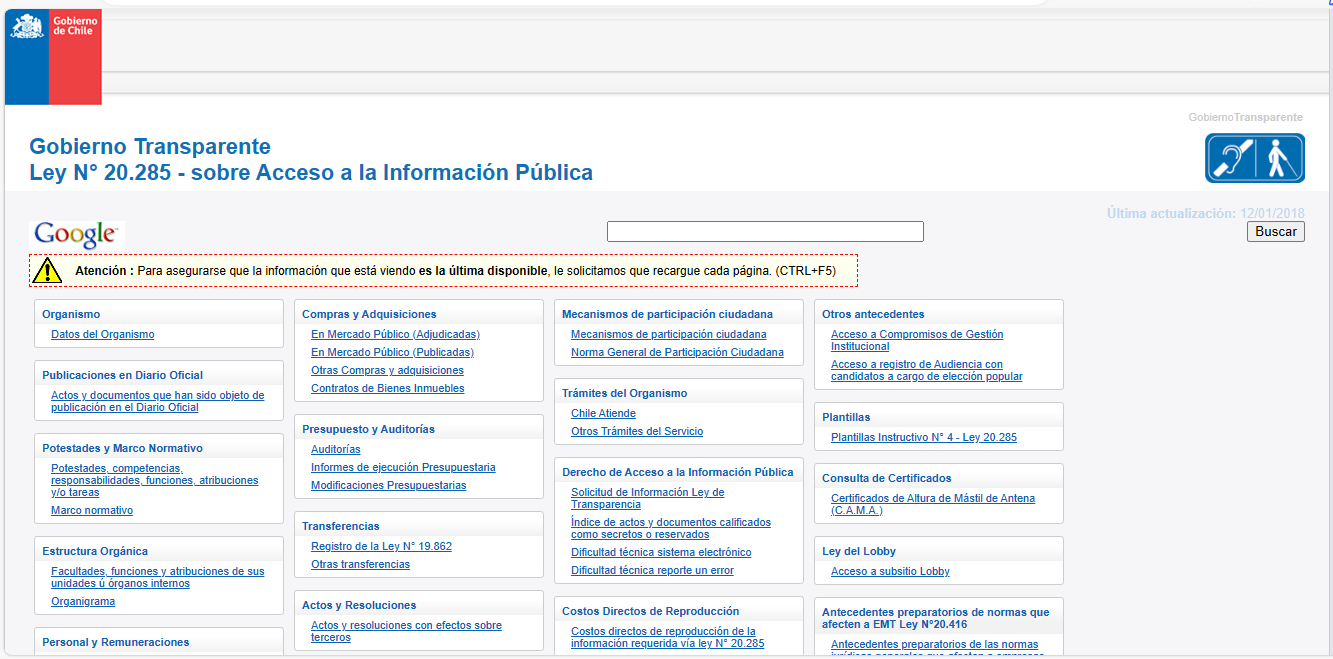 Gobierno
de Chile
GobiernoTransparente
Gobierno Transparente
Ley N° 20.285 - sobre Acceso a la Información Pública
Última actualización: 12/01/2018
Google
Buscar
Atención : Para asegurarse que la información que está viendo es la última disponible, le solicitamos que recargue cada página. (CTRL+F5)
Organismo
Datos del Organismo
Publicaciones en Diario Oficial
Actos y documentos que han sido objeto de
publicación en el Diario Oficial
Potestades y Marco Normativo
Potestades, competencias,
responsabilidades, funciones, atribuciones
y/o tareas
Marco normativo
Estructura Orgánica
Facultades, funciones y atribuciones de sus
unidades ú órganos internos
Organigrama
Personal y Remuneraciones
Compras y Adquisiciones
En Mercado Público (Adjudicadas)
En Mercado Público (Publicadas)
Otras Compras y adquisiciones
Contratos de Bienes Inmuebles
Presupuesto y Auditorías
Auditorías
Informes de ejecución Presupuestaria
Modificaciones Presupuestarias
Transferencias
Registro de la Ley N° 19.862
Otras transferencias
Actos y Resoluciones
Actos y resoluciones con efectos sobre
terceros
Mecanismos de participación ciudadana
Mecanismos de participación ciudadana
Norma General de Participación Ciudadana
Trámites del Organismo
Chile Atiende
Otros Trámites del Servicio
Derecho de Acceso a la Información Pública
Solicitud de Información Ley de
Transparencia
Índice de actos y documentos calificados
como secretos o reservados
Dificultad técnica sistema electrónico
Dificultad técnica reporte un error
Costos Directos de Reproducción
Costos directos de reproducción de la
información requerida vía ley N° 20.285
Otros antecedentes
Acceso a Compromisos de Gestión
Institucional
Acceso a registro de Audiencia con
candidatos a cargo de elección popular
Plantillas
Plantillas Instructivo N° 4 - Ley 20.285
Consulta de Certificados
Certificados de Altura de Mástil de Antena
(C.A.M.A.)
Ley del Lobby
Acceso a subsitio Lobby
Antecedentes preparatorios de normas que
afecten a EMT Ley N°20.416
Antecedentes preparatorios de las normas
jurídicas generales que afecten a empresas